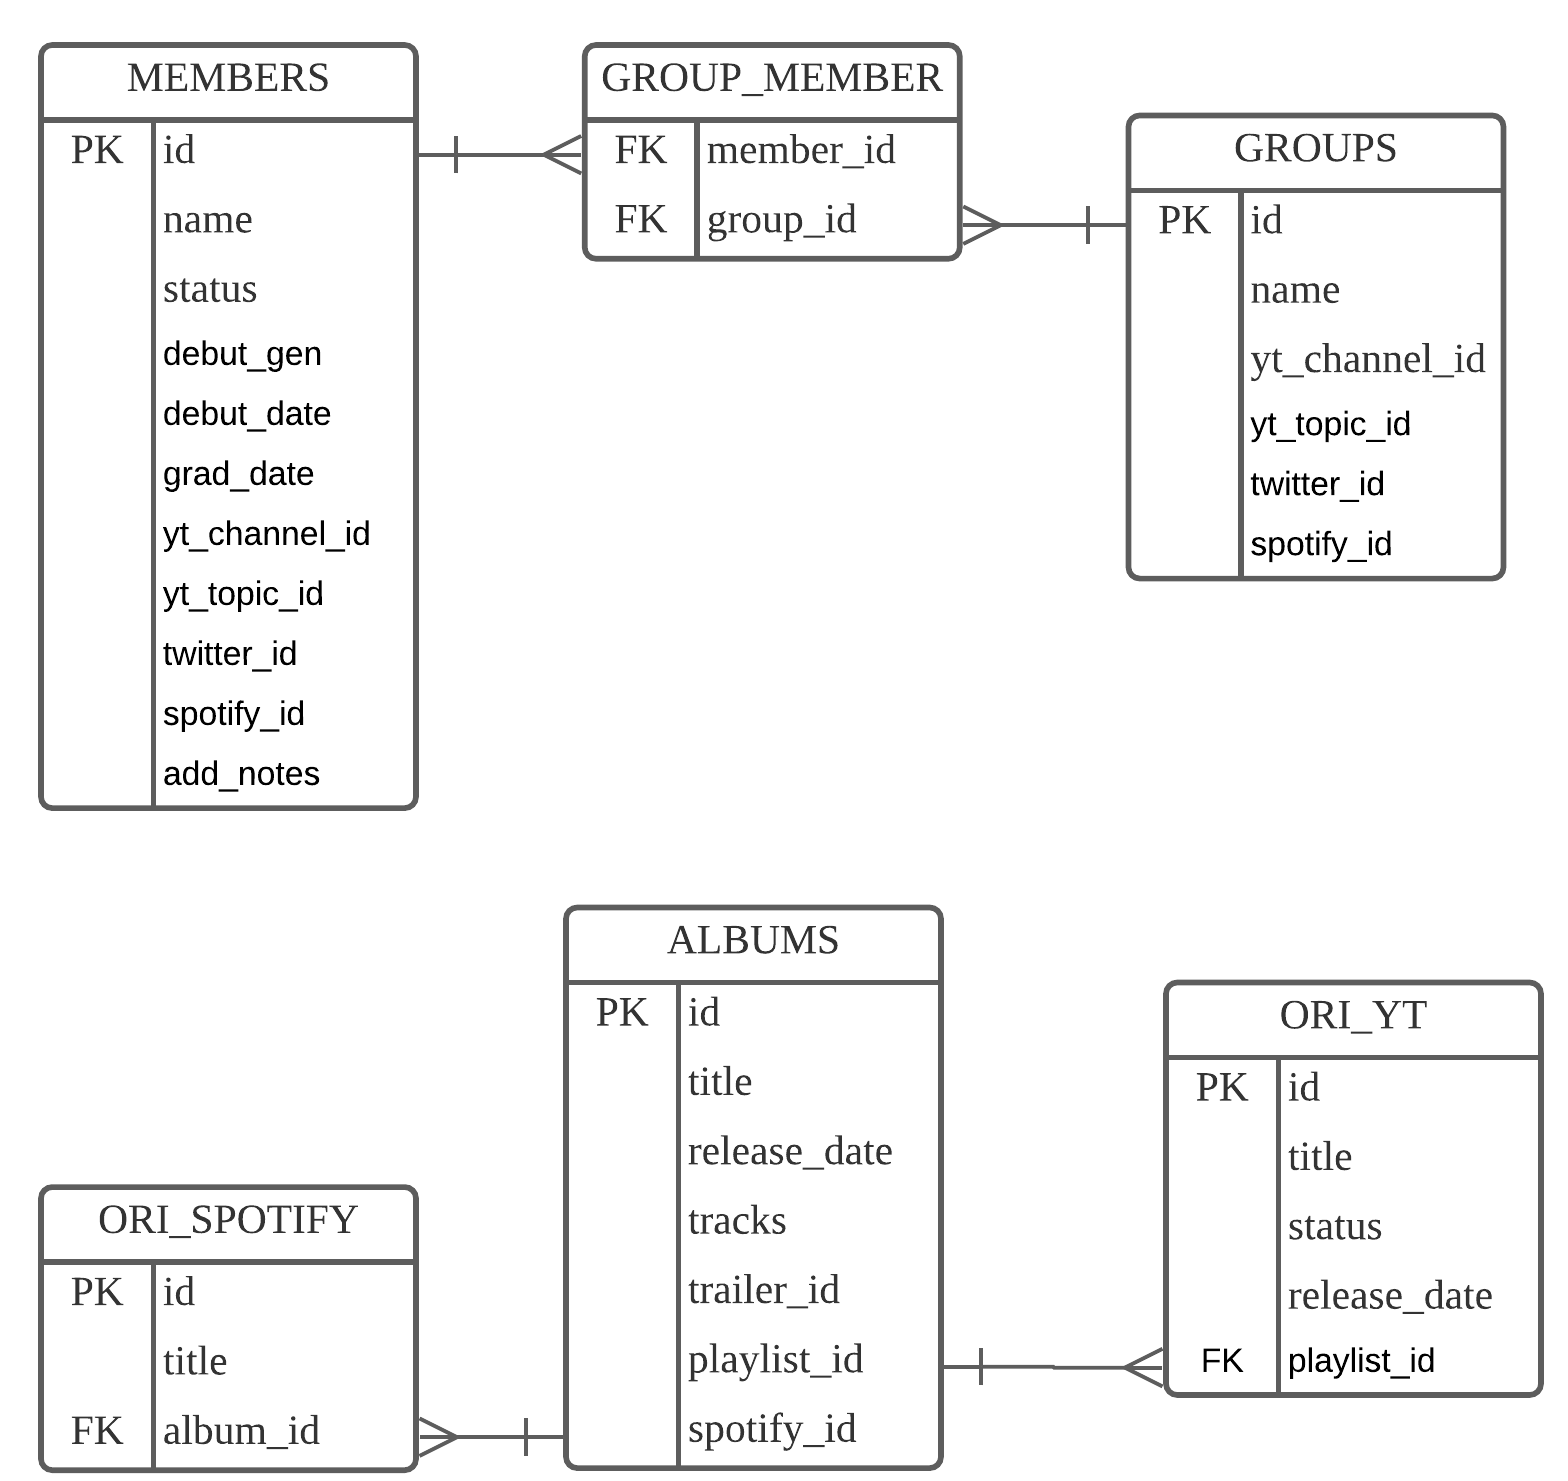 MEMBERS
PK id
name
status
debut_gen
debut_date
grad_date
yt_channel_id
yt_topic_id
twitter_id
spotify_id
add_notes
GROUP_MEMBER
FK member_id
FK group_id
GROUPS
PK id
name
yt_channel_id
yt_topic_id
twitter_id
spotify_id
ORI_SPOTIFY
PK id
title
FK album_id
ALBUMS
PK id
title
release_date
tracks
trailer_id
playlist_id
spotify_id
ORI_YT
PK id
title
status
release_date
FK playlist_id